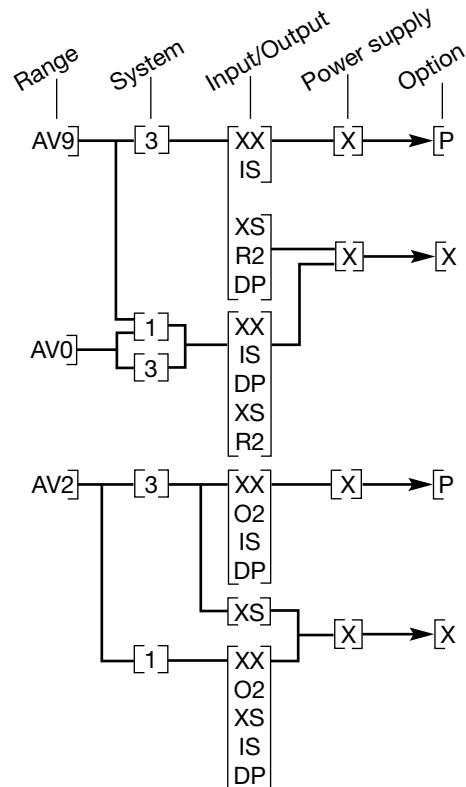 Range System Input/Output Power supply Option
AV9] [3] [XX [X] [P
IS]
[XS
R2 [X] [X
DP]
[1] [XX
AV0] IS
[3] DP
XS
R2]
AV2] [3] [XX [X] [P
O2
IS
DP]
[XS] [X] [X
[1] [XX
O2
XS
IS
DP